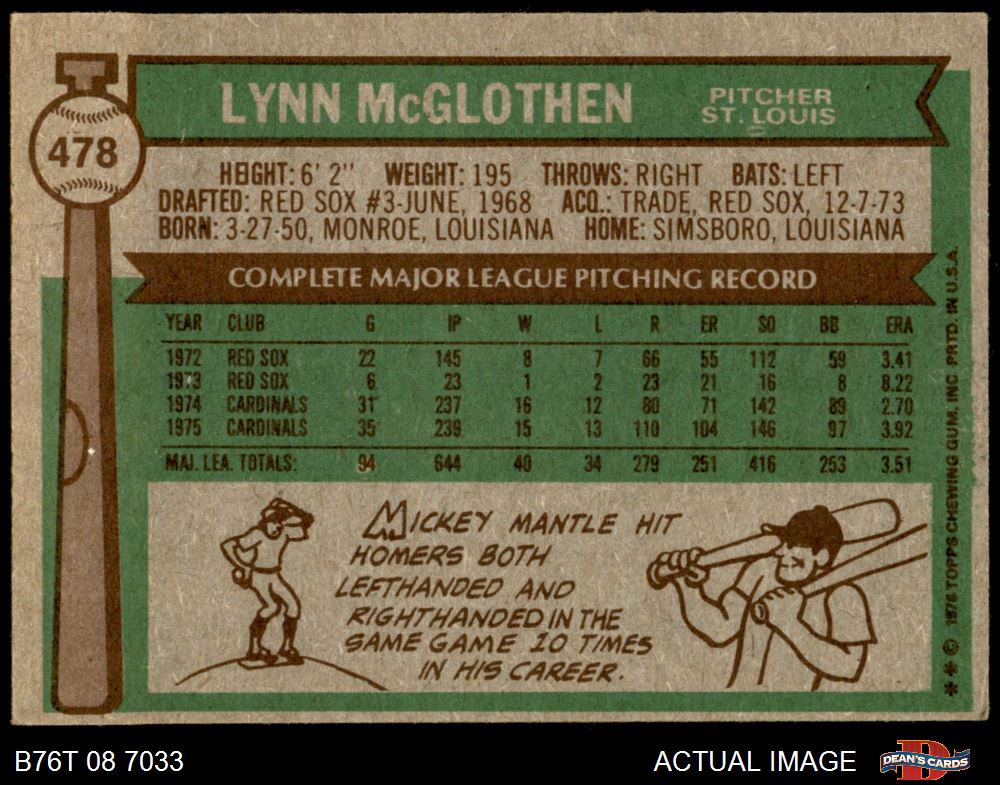 478
LYNN McGLOTHEN
PITCHER
ST. LOUIS
HEIGHT: 6' 2" WEIGHT: 195 THROWS: RIGHT BATS: LEFT
DRAFTED: RED SOX #3-JUNE, 1968 ACQ.: TRADE, RED SOX, 12-7-73
BORN: 3-27-50, MONROE, LOUISIANA HOME: SIMSBORO, LOUISIANA
COMPLETE MAJOR LEAGUE PITCHING RECORD
YEAR CLUB G IP W L R ER SO BB ERA
1972 RED SOX 22 145 8 7 66 55 112 59 3.41
1973 RED SOX 6 23 1 2 23 21 16 8 8.22
1974 CARDINALS 31 237 16 12 80 71 142 89 2.70
1975 CARDINALS 35 239 15 13 110 104 146 97 3.92
MAJ. LEA. TOTALS: 94 644 40 34 279 251 416 253 3.51
MICKEY MANTLE HIT
HOMERS BOTH
LEFTHANDED AND
RIGHTHANDED IN THE
SAME GAME 10 TIMES
IN HIS CAREER.
** © 1976 TOPPS CHEWING GUM, INC PRTD. IN U.S.A.
B76T 08 7033
ACTUAL IMAGE
D
DEAN'S CARDS